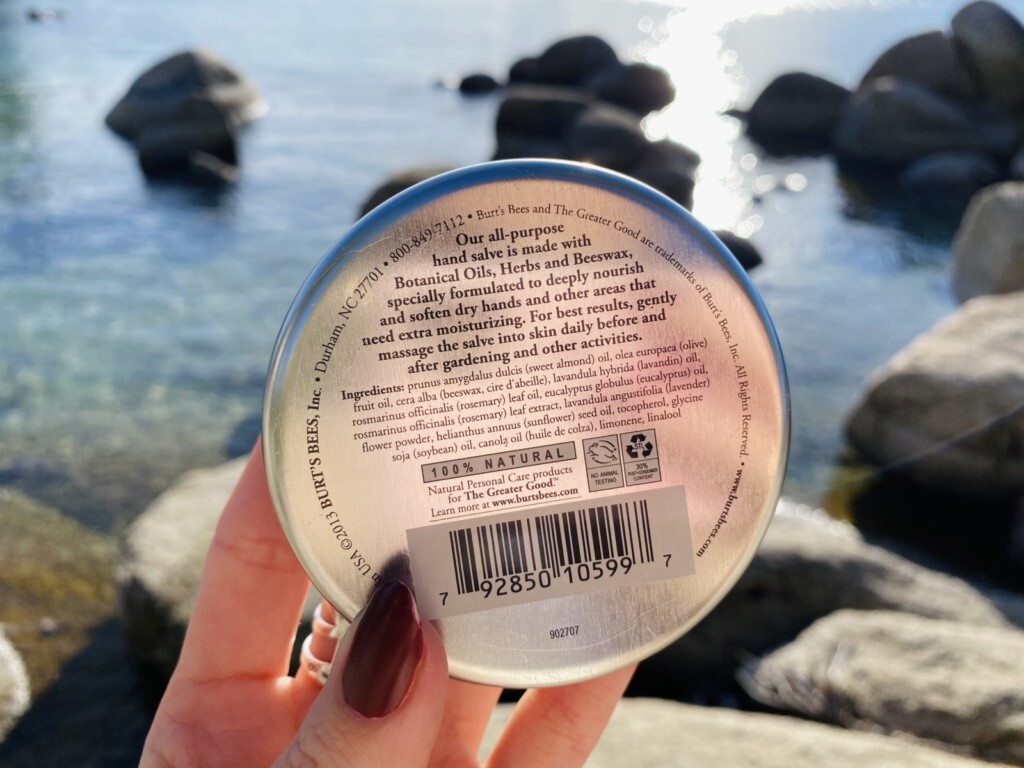 USA ©2013 BURT'S BEES, Inc. • Durham, NC 27701 • 800-849-7112 • Burt's Bees and The Greater Good are trademarks of Burt's Bees, Inc. All Rights Reserved. • www.burtsbees.com
Our all-purpose
hand salve is made with
Botanical Oils, Herbs and Beeswax,
specially formulated to deeply nourish
and soften dry hands and other areas that
need extra moisturizing. For best results, gently
massage the salve into skin daily before and
after gardening and other activities.
Ingredients: prunus amygdalus dulcis (sweet almond) oil, olea europaea (olive)
fruit oil, cera alba (beeswax, cire d'abeille), lavandula hybrida (lavandin) oil,
rosmarinus officinalis (rosemary) leaf oil, eucalyptus globulus (eucalyptus) oil,
rosmarinus officinalis (rosemary) leaf extract, lavandula angustifolia (lavender)
flower powder, helianthus annuus (sunflower) seed oil, tocopherol, glycine
soja (soybean) oil, canola oil (huile de colza), limonene, linalool
100% NATURAL
Natural Personal Care products
for The Greater Good™
Learn more at www.burtsbees.com
NO ANIMAL
TESTING
STL
30%
POST-CONSUMER
CONTENT
7 92850 10599 7
902707